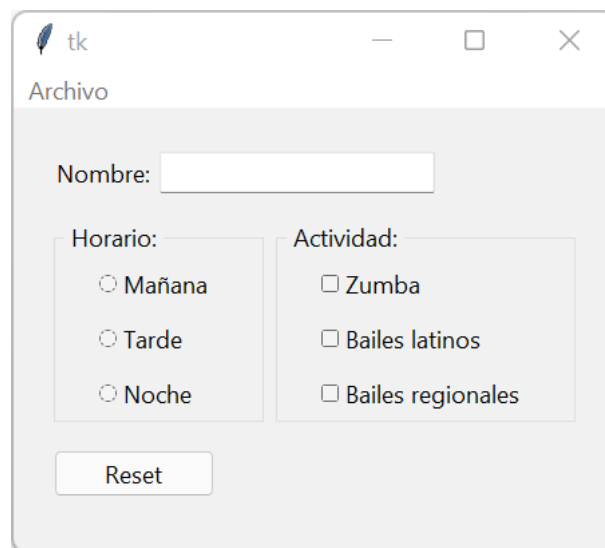 tk
Archivo
Nombre:
Horario: Actividad:
Mañana Zumba
Tarde Bailes latinos
Noche Bailes regionales
Reset